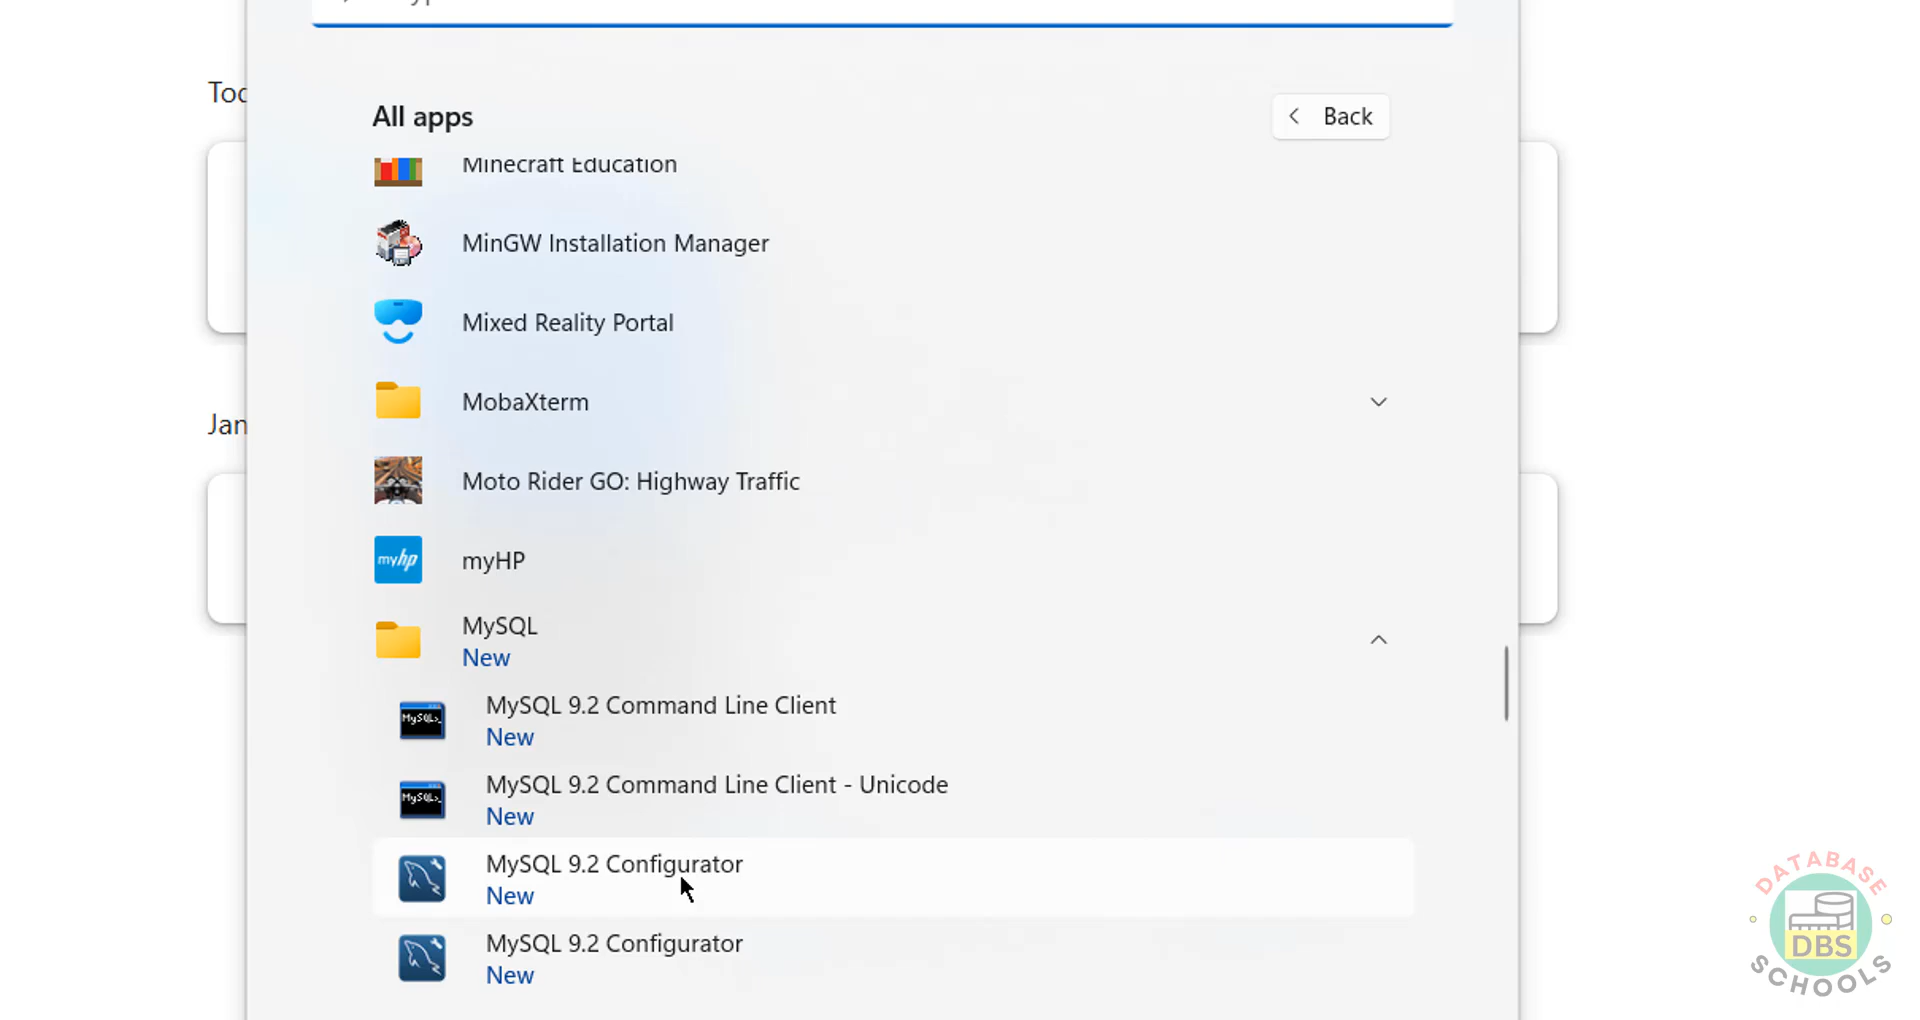 Toc
All apps
Back
Minecraft Education
MinGW Installation Manager
Mixed Reality Portal
MobaXterm
Jan
Moto Rider GO: Highway Traffic
myhp
myHP
MySQL
New
MySQL 9.2 Command Line Client
New
MySQL 9.2 Command Line Client - Unicode
New
MySQL 9.2 Configurator
New
MySQL 9.2 Configurator
New
DATABASE
DBS
SCHOOLS